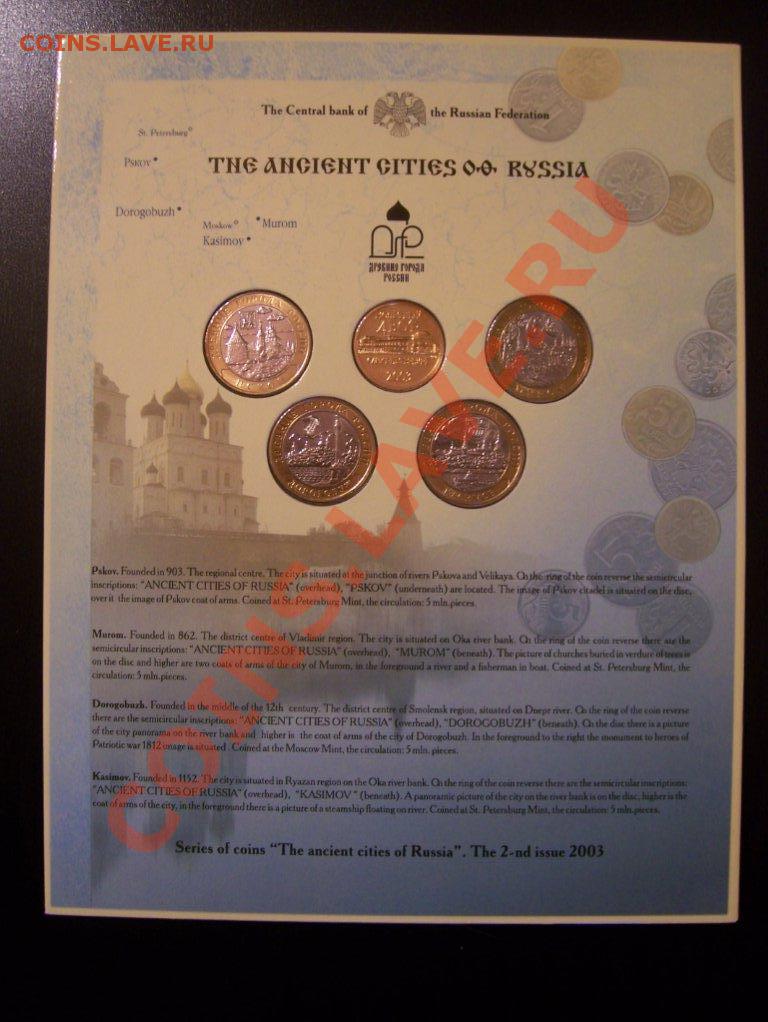 COINS.LAVE.RU
The Central bank of the Russian Federation
St. Petersburg
THE ANCIENT CITIES O.O. RUSSIA
PSKOV
Dorogobuzh
Moskow Murom
Kasimov
ДРЕВНИЕ ГОРОДА
РОССИИ
2003
Pskov. Founded in 903. The regional centre. The city is situated at the junction of rivers Pskova and Velikaya. On the ring of the coin reverse the semicircular
inscriptions: "ANCIENT CITIES OF RUSSIA" (overhead), "PSKOV" (underneath) are located. The image of Pskov citadel is situated on the disc,
over it the image of Pskov coat of arms. Coined at St. Petersburg Mint, the circulation: 5 mln.pieces.
Murom. Founded in 862. The district centre of Vladimir region. The city is situated on Oka river bank. On the ring of the coin reverse there are the
semicircular inscriptions: "ANCIENT CITIES OF RUSSIA" (overhead), "MUROM" (beneath). The picture of churches buried in verdure of trees is
on the disc and higher are two coats of arms of the city of Murom, in the foreground a river and a fisherman in boat. Coined at St. Petersburg Mint, the
circulation: 5 mln.pieces.
Dorogobuzh. Founded in the middle of the 12th century. The district centre of Smolensk region, situated on Dnepr river. On the ring of the coin reverse
there are the semicircular inscriptions: "ANCIENT CITIES OF RUSSIA" (overhead), "DOROGOBUZH" (beneath). On the disc there is a picture
of the city panorama on the river bank and higher is the coat of arms of the city of Dorogobuzh. In the foreground to the right the monument to heroes of
Patriotic war 1812 image is situated . Coined at the Moscow Mint, the circulation: 5 mln. pieces.
Kasimov. Founded in 1152. The city is situated in Ryazan region on the Oka river bank. On the ring of the coin reverse there are the semicircular inscriptions:
"ANCIENT CITIES OF RUSSIA" (overhead), "KASIMOV" (beneath). A panoramic picture of the city on the river bank is on the disc, higher is the
coat of arms of the city, in the foreground there is a picture of a steamship floating on river. Coined at St. Petersburg Mint, the circulation: 5 mln.pieces.
Series of coins "The ancient cities of Russia". The 2-nd issue 2003
COINS.LAVE.RU